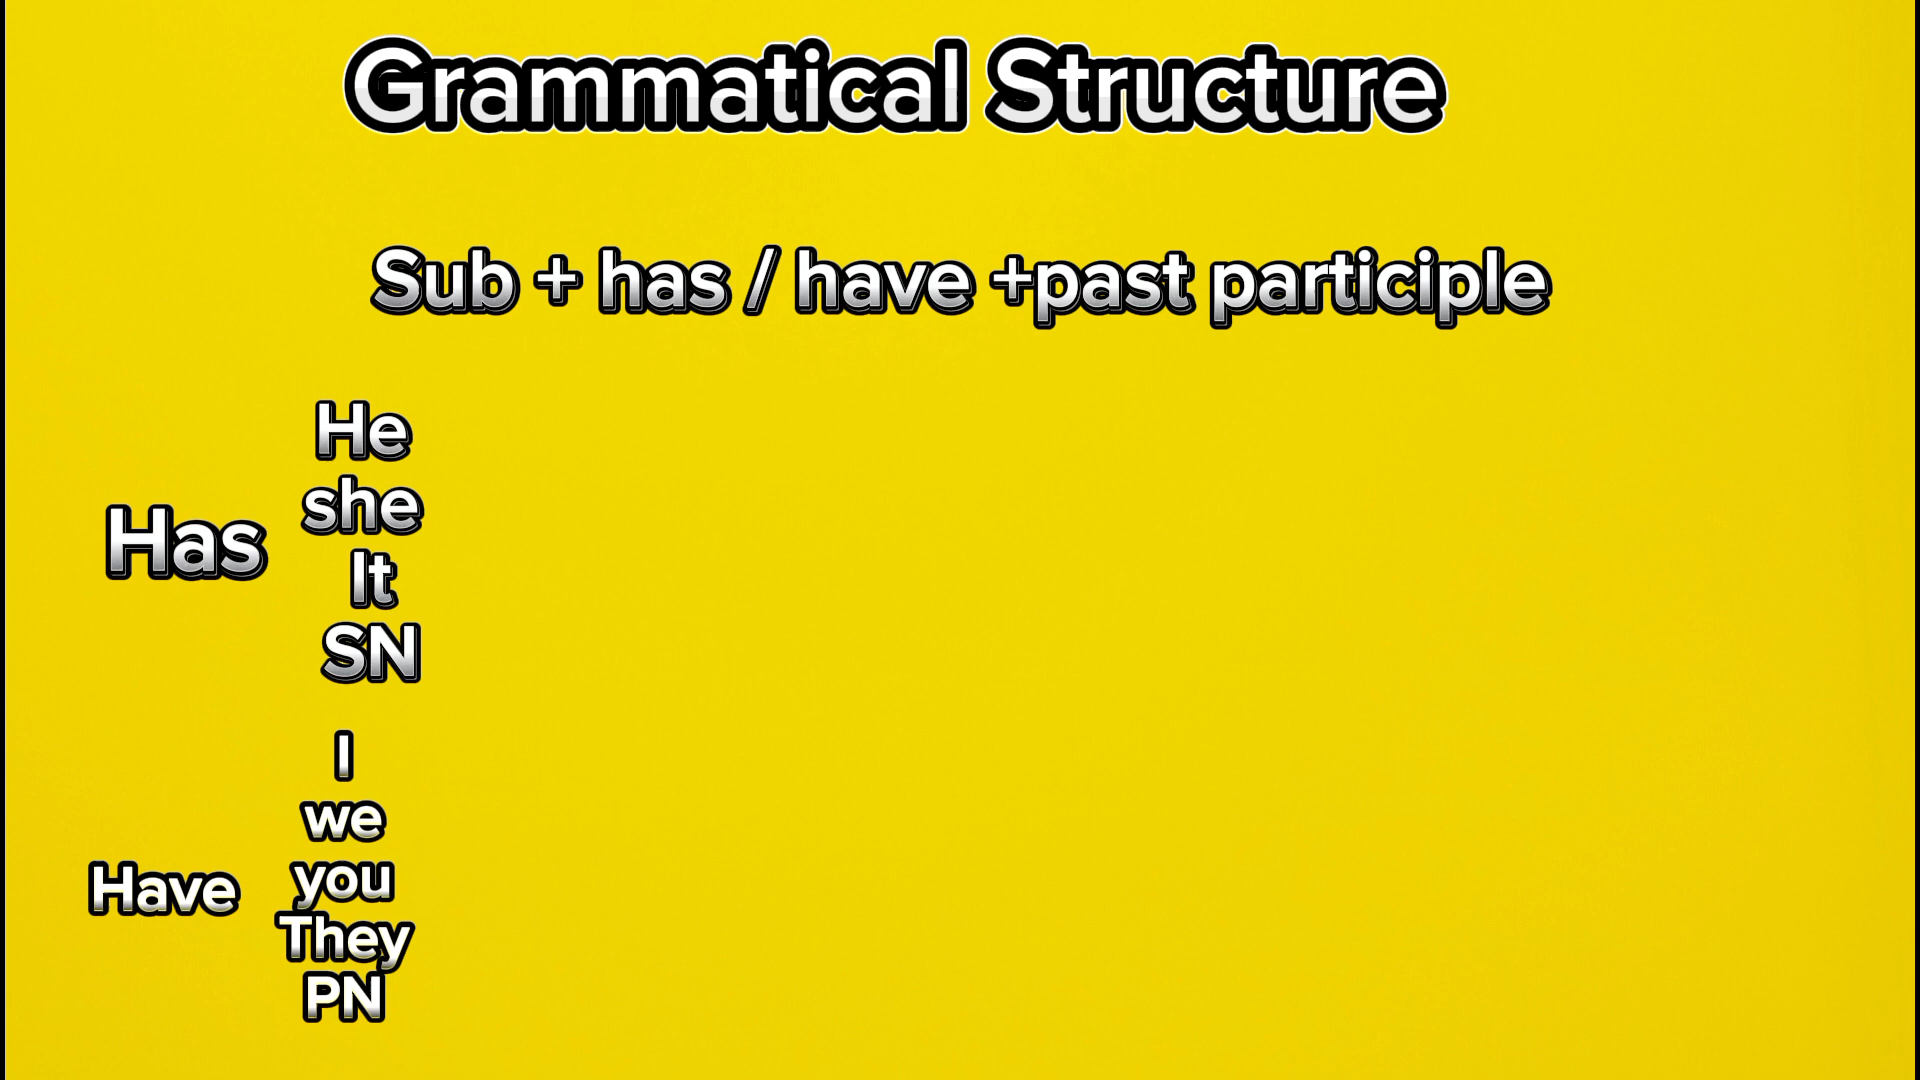 Grammatical Structure
Sub + has / have +past participle
Has
He
she
It
SN
Have
I
we
you
They
PN